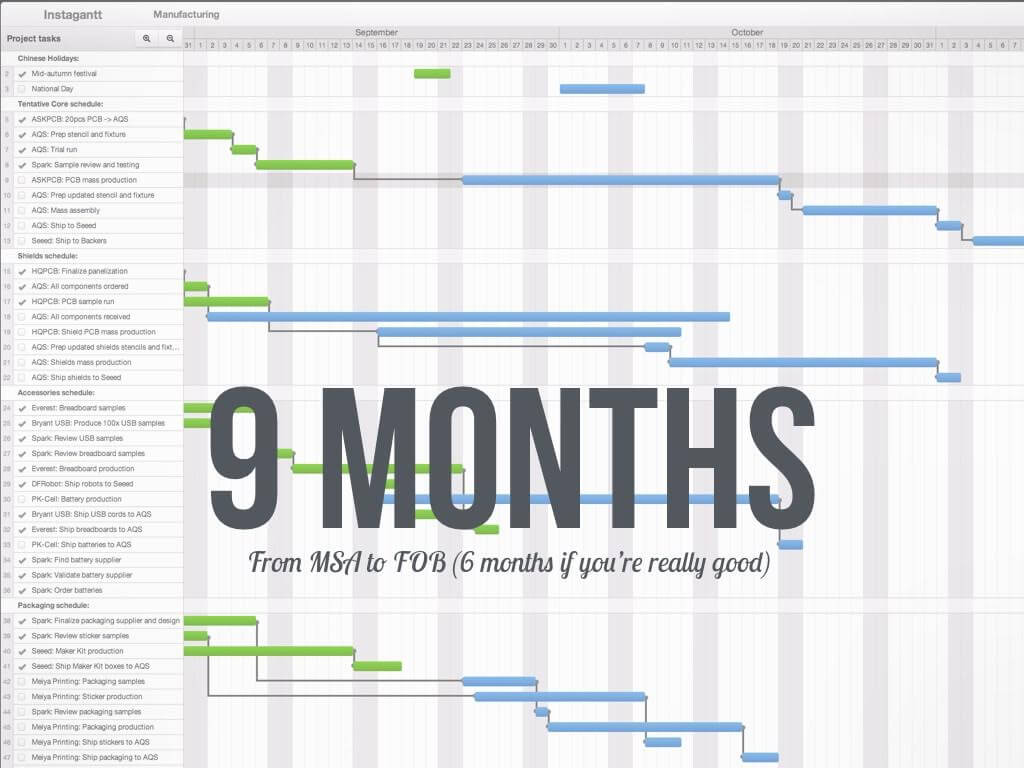 Instagantt
Manufacturing
Project tasks
September
October
31 1 2 3 4 5 6 7 8 9 10 11 12 13 14 15 16 17 18 19 20 21 22 23 24 25 26 27 28 29 30 1 2 3 4 5 6 7 8 9 10 11 12 13 14 15 16 17 18 19 20 21 22 23 24 25 26 27 28 29 30 31 1 2 3 4 5 6 7
Chinese Holidays:
2 Mid-autumn festival
3 National Day
Tentative Core schedule:
5 ASKPCB: 20pcs PCB -> AQS
6 AQS: Prep stencil and fixture
7 AQS: Trial run
8 Spark: Sample review and testing
9 ASKPCB: PCB mass production
10 AQS: Prep updated stencil and fixture
11 AQS: Mass assembly
12 AQS: Ship to Seeed
13 Seeed: Ship to Backers
Shields schedule:
15 HQPCB: Finalize panelization
16 AQS: All components ordered
17 HQPCB: PCB sample run
18 AQS: All components received
19 HQPCB: Shield PCB mass production
20 AQS: Prep updated shields stencils and fixt...
21 AQS: Shields mass production
22 AQS: Ship shields to Seeed
Accessories schedule:
24 Everest: Breadboard samples
25 Bryant USB: Produce 100x USB samples
26 Spark: Review USB samples
27 Spark: Review breadboard samples
28 Everest: Breadboard production
29 DFRobot: Ship robots to Seeed
30 PK-Cell: Battery production
31 Bryant USB: Ship USB cords to AQS
32 Everest: Ship breadboards to AQS
33 PK-Cell: Ship batteries to AQS
34 Spark: Find battery supplier
35 Spark: Validate battery supplier
36 Spark: Order batteries
9 MONTHS
From MSA to FOB (6 months if you're really good)
Packaging schedule:
38 Spark: Finalize packaging supplier and design
39 Spark: Review sticker samples
40 Seeed: Maker Kit production
41 Seeed: Ship Maker Kit boxes to AQS
42 Meiya Printing: Packaging samples
43 Meiya Printing: Sticker production
44 Spark: Review packaging samples
45 Meiya Printing: Packaging production
46 Meiya Printing: Ship stickers to AQS
47 Meiya Printing: Ship packaging to AQS